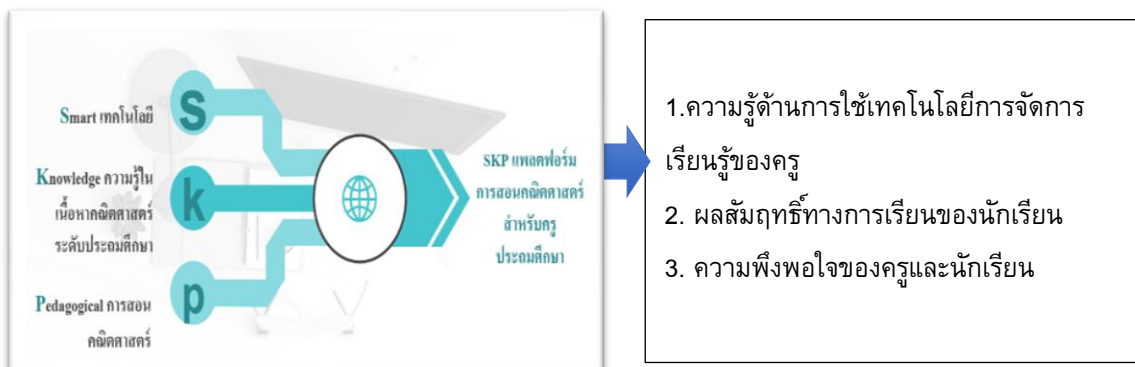 Smart เทคโนโลยี
S
Knowledge ความรู้ใน
เนื้อหาคณิตศาสตร์
ระดับประถมศึกษา
k
Pedagogical การสอน
คณิตศาสตร์
p
SKP แพลตฟอร์ม
การสอนคณิตศาสตร์
สำหรับครู
ประถมศึกษา
1.ความรู้ด้านการใช้เทคโนโลยีการจัดการ
เรียนรู้ของครู
2. ผลสัมฤทธิ์ทางการเรียนของนักเรียน
3. ความพึงพอใจของครูและนักเรียน